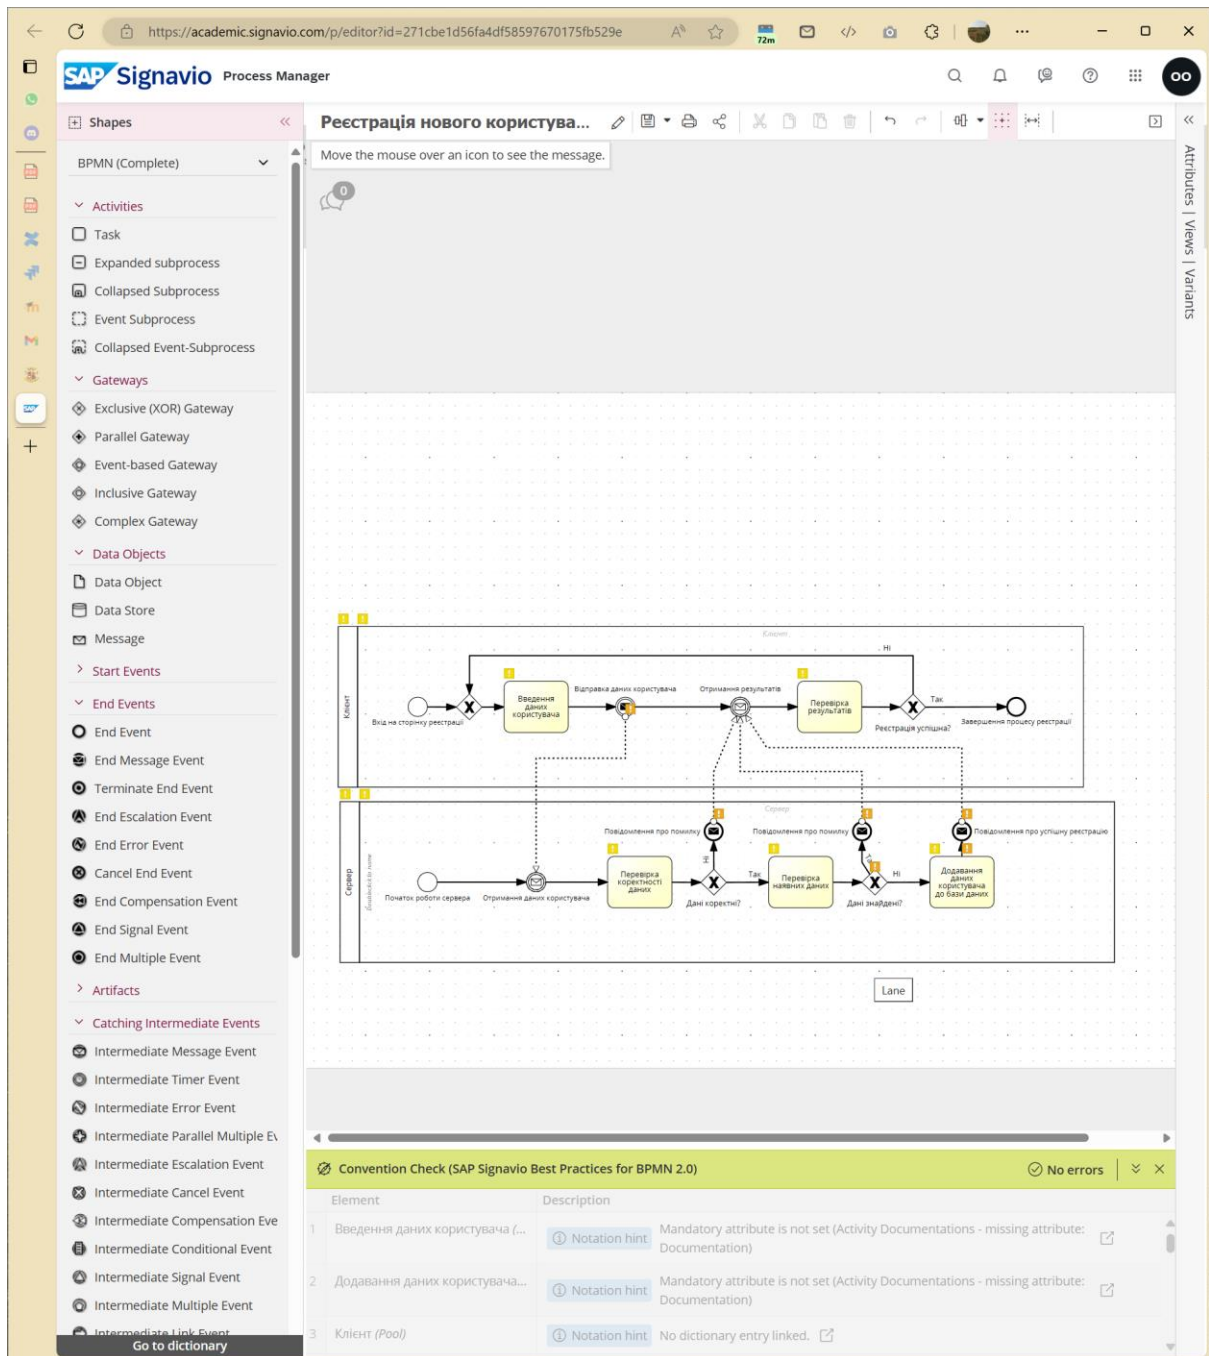 https://academic.signavio.com/p/editor?id=271cbe1d56fa4df58597670175fb529e
72m
SAP Signavio Process Manager
OO
Shapes
Реєстрація нового користува...
Move the mouse over an icon to see the message.
0
Attributes | Views | Variants
BPMN (Complete)
Activities
Task
Expanded subprocess
Collapsed Subprocess
Event Subprocess
Collapsed Event-Subprocess
Gateways
Exclusive (XOR) Gateway
Parallel Gateway
Event-based Gateway
Inclusive Gateway
Complex Gateway
Data Objects
Data Object
Data Store
Message
Start Events
End Events
End Event
End Message Event
Terminate End Event
End Escalation Event
End Error Event
Cancel End Event
End Compensation Event
End Signal Event
End Multiple Event
Artifacts
Catching Intermediate Events
Intermediate Message Event
Intermediate Timer Event
Intermediate Error Event
Intermediate Parallel Multiple Ev
Intermediate Escalation Event
Intermediate Cancel Event
Intermediate Compensation Eve
Intermediate Conditional Event
Intermediate Signal Event
Intermediate Multiple Event
Intermediate Link Event
Go to dictionary
Клієнт
Клієнт
Ні
Вхід на сторінку реєстрації
Введення
даних
користувача
Відправка даних користувача
Отримання результатів
Перевірка
результатів
Так
Реєстрація успішна?
Завершення процесу реєстрації
Сервер
Сервер
Початок роботи сервера
Отримання даних користувача
Перевірка
коректності
даних
Повідомлення про помилку
Ні
Дані коректні?
Так
Перевірка
наявних даних
Повідомлення про помилку
Дані знайдені?
Ні
Повідомлення про успішну реєстрацію
Додавання
даних
користувача
до бази даних
Lane
Convention Check (SAP Signavio Best Practices for BPMN 2.0)
No errors
Element Description
1 Введення даних користувача (... Notation hint Mandatory attribute is not set (Activity Documentations - missing attribute:
Documentation)
2 Додавання даних користувача... Notation hint Mandatory attribute is not set (Activity Documentations - missing attribute:
Documentation)
3 Клієнт (Pool) Notation hint No dictionary entry linked.